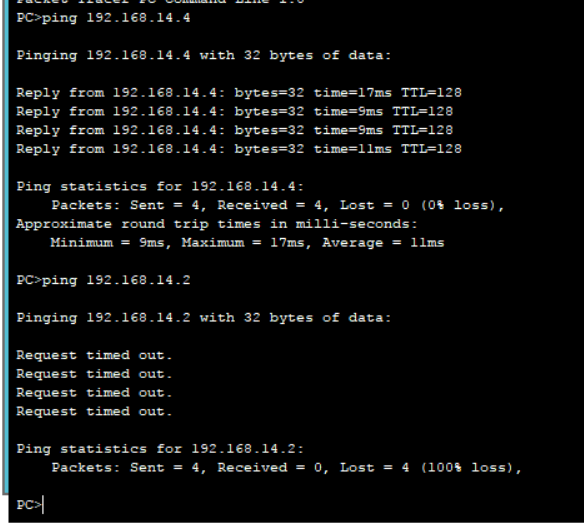 Packet Tracer PC Command Line 1.0
PC>ping 192.168.14.4
Pinging 192.168.14.4 with 32 bytes of data:
Reply from 192.168.14.4: bytes=32 time=17ms TTL=128
Reply from 192.168.14.4: bytes=32 time=9ms TTL=128
Reply from 192.168.14.4: bytes=32 time=9ms TTL=128
Reply from 192.168.14.4: bytes=32 time=11ms TTL=128
Ping statistics for 192.168.14.4:
Packets: Sent = 4, Received = 4, Lost = 0 (0% loss),
Approximate round trip times in milli-seconds:
Minimum = 9ms, Maximum = 17ms, Average = 11ms
PC>ping 192.168.14.2
Pinging 192.168.14.2 with 32 bytes of data:
Request timed out.
Request timed out.
Request timed out.
Request timed out.
Ping statistics for 192.168.14.2:
Packets: Sent = 4, Received = 0, Lost = 4 (100% loss),
PC>